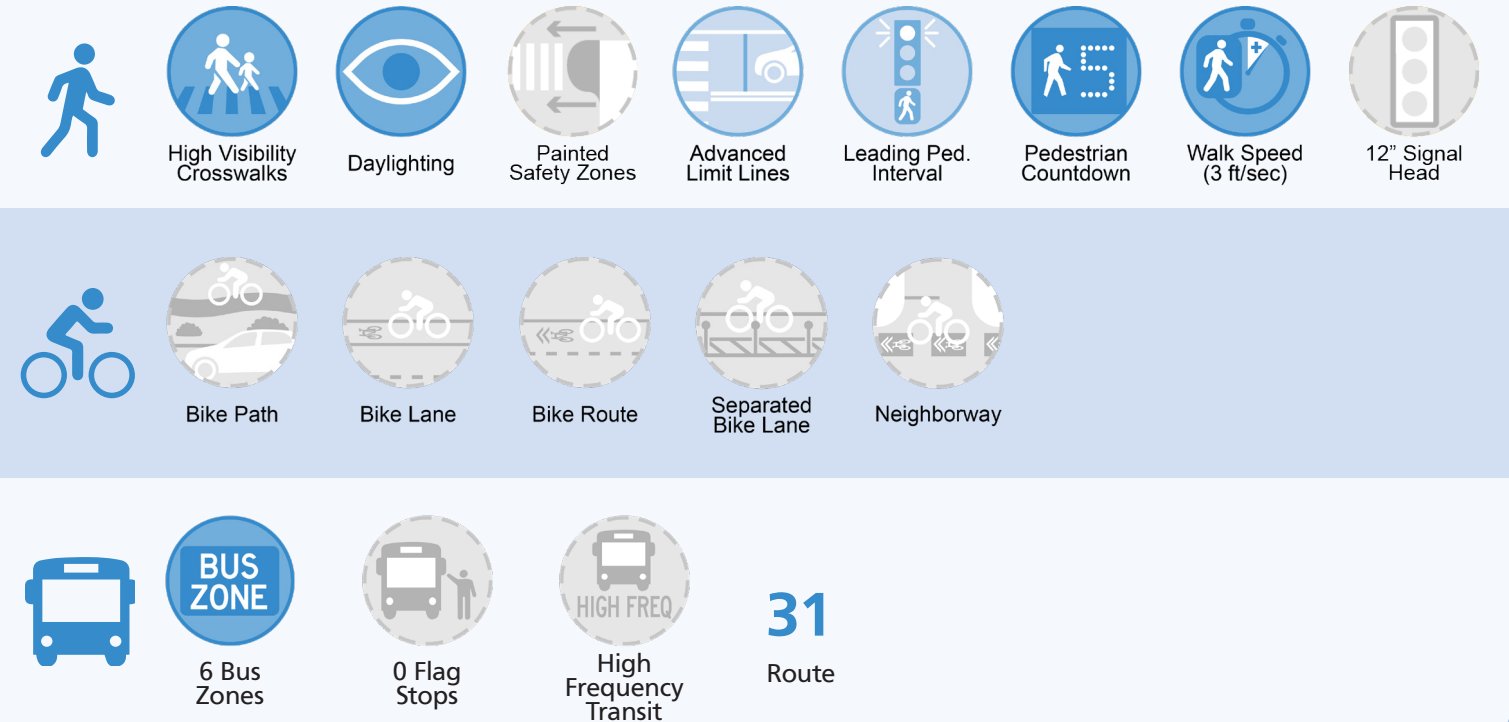 High Visibility
Crosswalks
Daylighting
Painted
Safety Zones
Advanced
Limit Lines
Leading Ped.
Interval
Pedestrian
Countdown
Walk Speed
(3 ft/sec)
12” Signal
Head
5
Bike Path
Bike Lane
Bike Route
Separated
Bike Lane
Neighborway
BUS
ZONE
6 Bus
Zones
0 Flag
Stops
HIGH FREQ
High
Frequency
Transit
31
Route